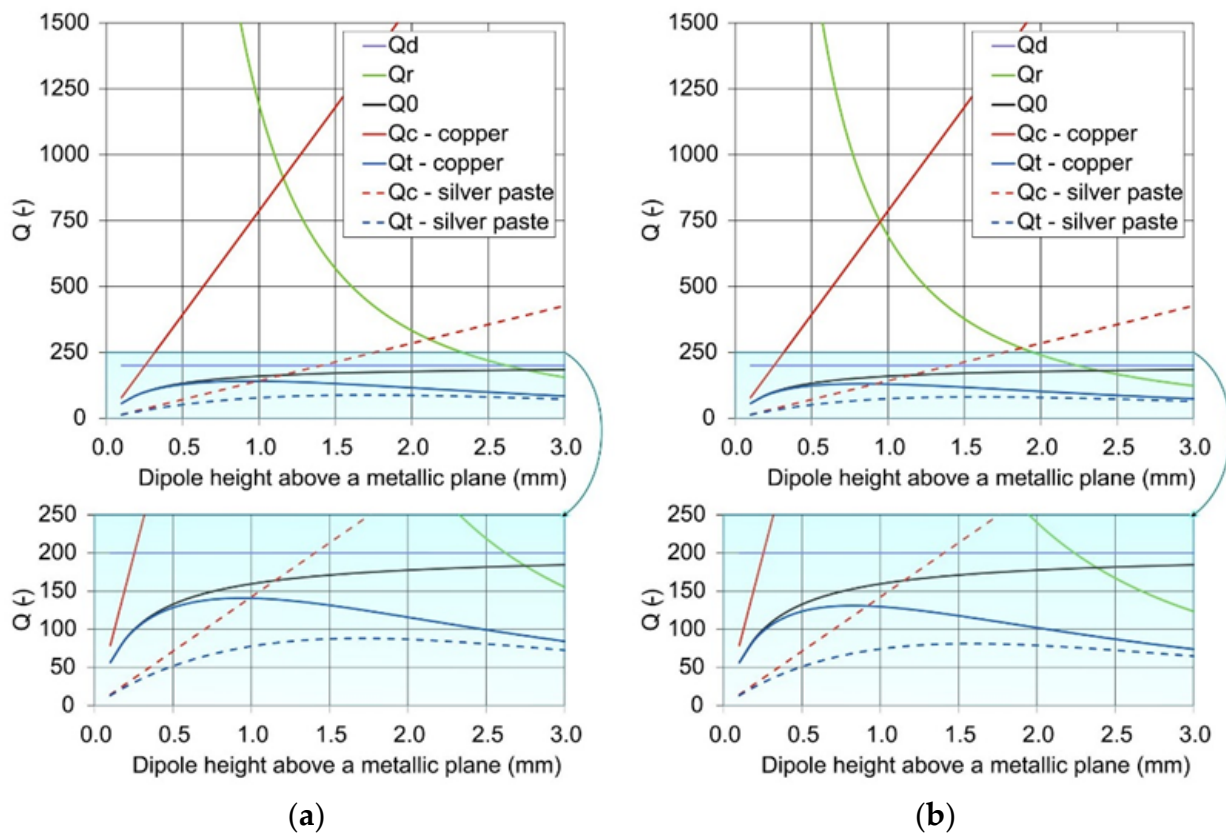 1500
1250
1000
750
500
250
0
Q (-)
Qd
Qr
Q0
Qc - copper
Qt - copper
Qc - silver paste
Qt - silver paste
0.0 0.5 1.0 1.5 2.0 2.5 3.0
Dipole height above a metallic plane (mm)
250
200
150
100
50
0
Q (-)
0.0 0.5 1.0 1.5 2.0 2.5 3.0
Dipole height above a metallic plane (mm)
(a)
1500
1250
1000
750
500
250
0
Q (-)
Qd
Qr
Q0
Qc - copper
Qt - copper
Qc - silver paste
Qt - silver paste
0.0 0.5 1.0 1.5 2.0 2.5 3.0
Dipole height above a metallic plane (mm)
250
200
150
100
50
0
Q (-)
0.0 0.5 1.0 1.5 2.0 2.5 3.0
Dipole height above a metallic plane (mm)
(b)